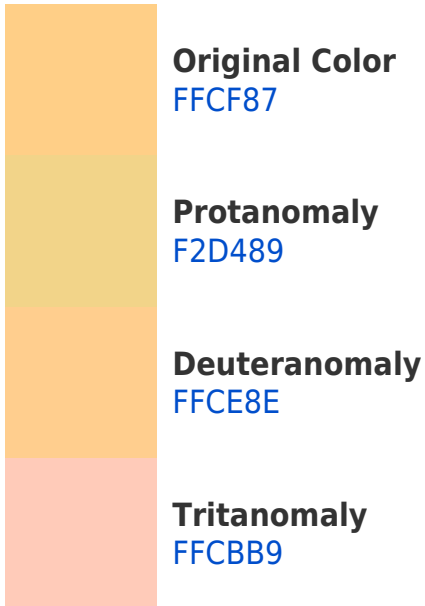 Original Color
FFCF87
Protanomaly
F2D489
Deuteranomaly
FFCE8E
Tritanomaly
FFCBB9